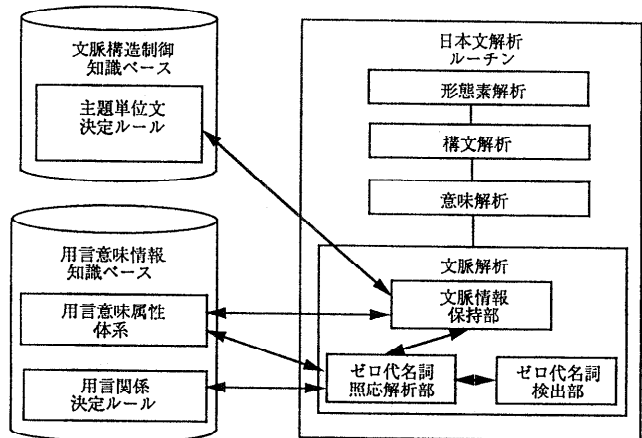 文脈構造制御
知識ベース
主題単位文
決定ルール
用言意味情報
知識ベース
用言意味属性
体系
用言関係
決定ルール
日本文解析
ルーチン
形態素解析
構文解析
意味解析
文脈解析
文脈情報
保持部
ゼロ代名詞
照応解析部
ゼロ代名詞
検出部